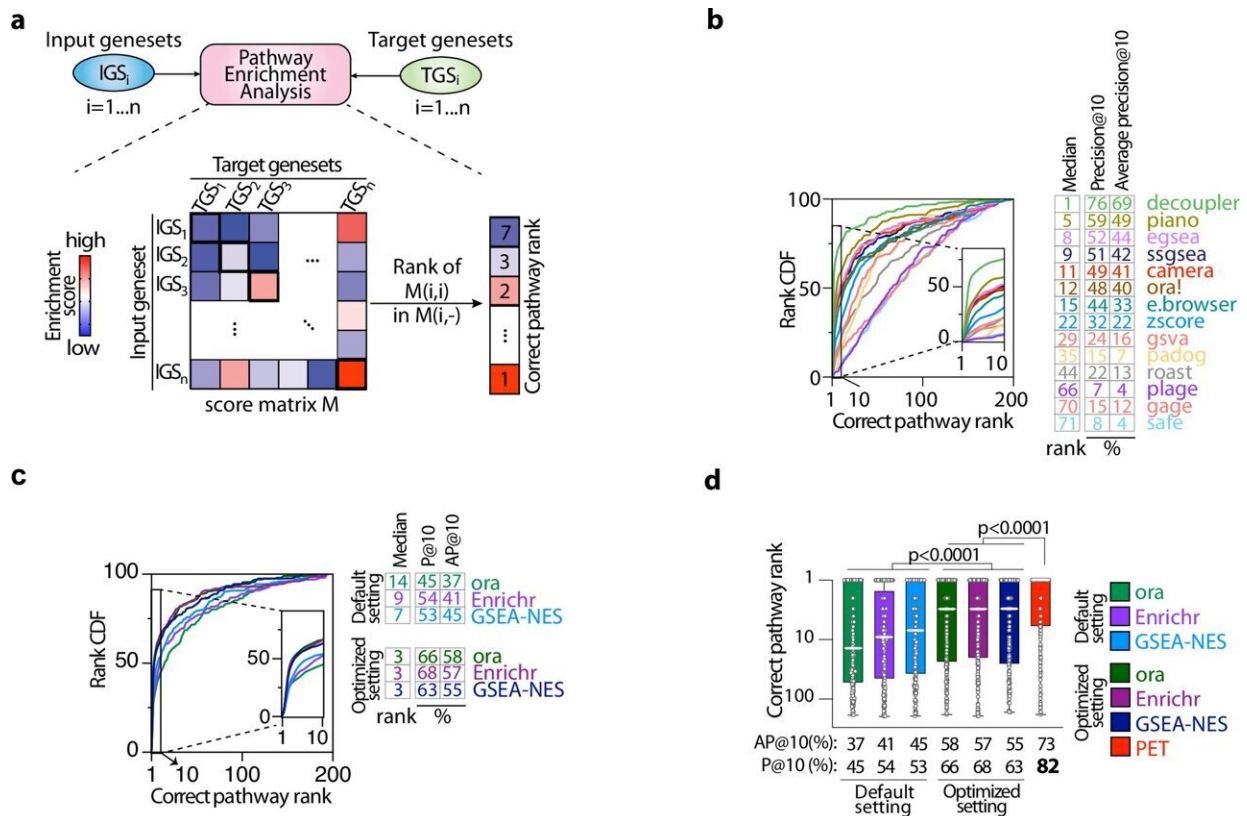 a
Input genesets
Target genesets
IGSi
Pathway
Enrichment
Analysis
TGSi
i=1...n
i=1...n
Target genesets
TGS1
TGS2
TGS3
TGSn
high
Enrichment
score
low
Input geneset
IGS1
IGS2
IGS3
IGSn
...
...
...
score matrix M
Rank of
M(i,i)
in M(i,-)
7
3
2
...
1
Correct pathway rank
b
Rank CDF
100
50
0
1 10 100 200
Correct pathway rank
50
0
1 10
Median
Precision@10
Average precision@10
1 76 69 decoupler
5 59 49 piano
8 52 44 egsea
9 51 42 ssgsea
11 49 41 camera
12 48 40 ora!
15 44 33 e.browser
22 32 22 zscore
29 24 16 gsva
35 15 7 padog
44 22 13 roast
66 7 4 plage
70 15 12 gage
71 8 4 safe
rank %
c
Rank CDF
100
50
0
1 10 100 200
Correct pathway rank
50
0
1 10
Median
P@10
AP@10
Default
setting
14 45 37 ora
9 54 41 Enrichr
7 53 45 GSEA-NES
Optimized
setting
3 66 58 ora
3 68 57 Enrichr
3 63 55 GSEA-NES
rank %
d
p<0.0001
p<0.0001
Correct pathway rank
1
10
100
AP@10(%): 37 41 45 58 57 55 73
P@10 (%): 45 54 53 66 68 63 82
Default
setting
Optimized
setting
ora
Enrichr
GSEA-NES
Default
setting
ora
Enrichr
GSEA-NES
PET
Optimized
setting